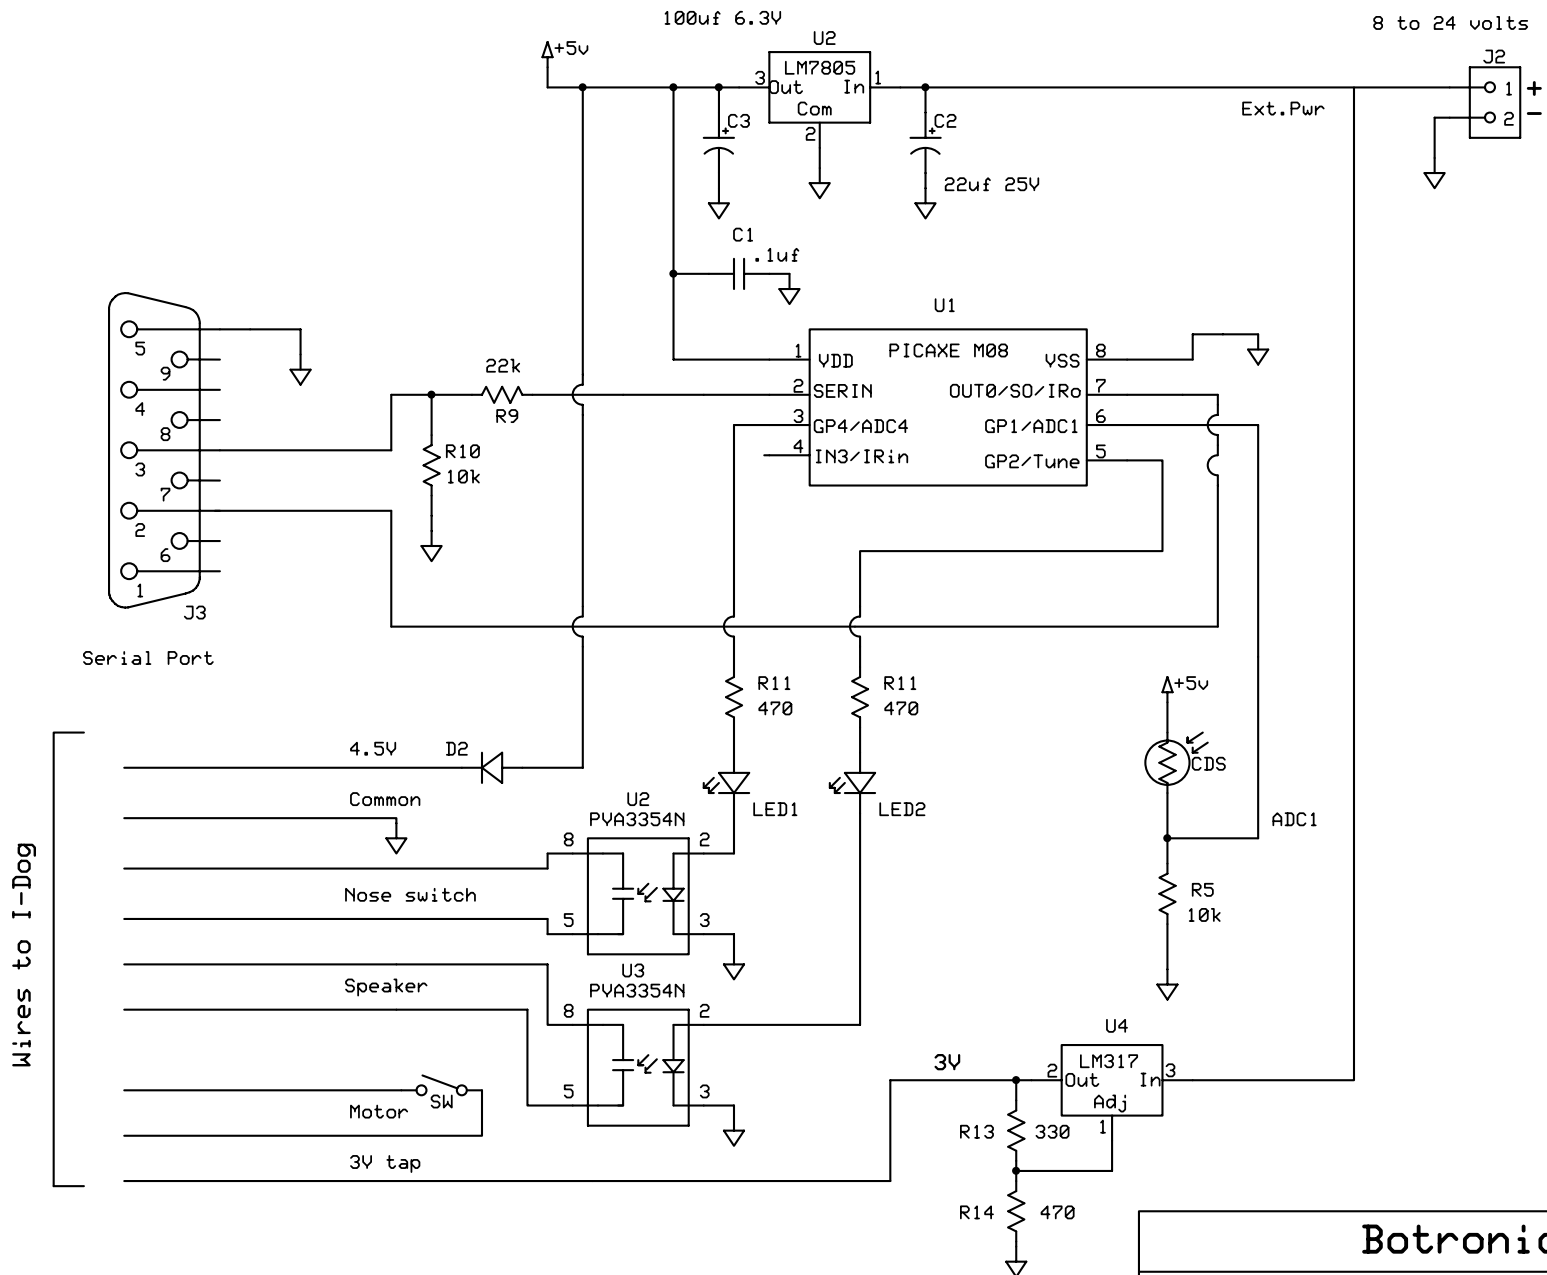 100uf 6.3V
8 to 24 volts
U2
J2
+5v
LM7805
3
Out
In
1
Com
2
C3
+
C2
+
22uf 25V
Ext.Pwr
1
+
2
-
C1
.1uf
U1
PICAXE M08
1
VDD
VSS
8
2
SERIN
OUT0/SO/IRo
7
3
GP4/ADC4
GP1/ADC1
6
4
IN3/IRin
GP2/Tune
5
5
9
4
8
3
7
2
6
1
J3
Serial Port
22k
R9
R10
10k
R11
470
R11
470
+5v
CDS
ADC1
R5
10k
4.5V
D2
Common
LED1
LED2
U2
PVA3354N
8
2
Nose switch
5
3
U3
PVA3354N
Speaker
8
2
5
3
Wires to I-Dog
SW
Motor
3V tap
3V
U4
LM317
2
Out
In
3
Adj
1
R13
330
R14
470
Botronic